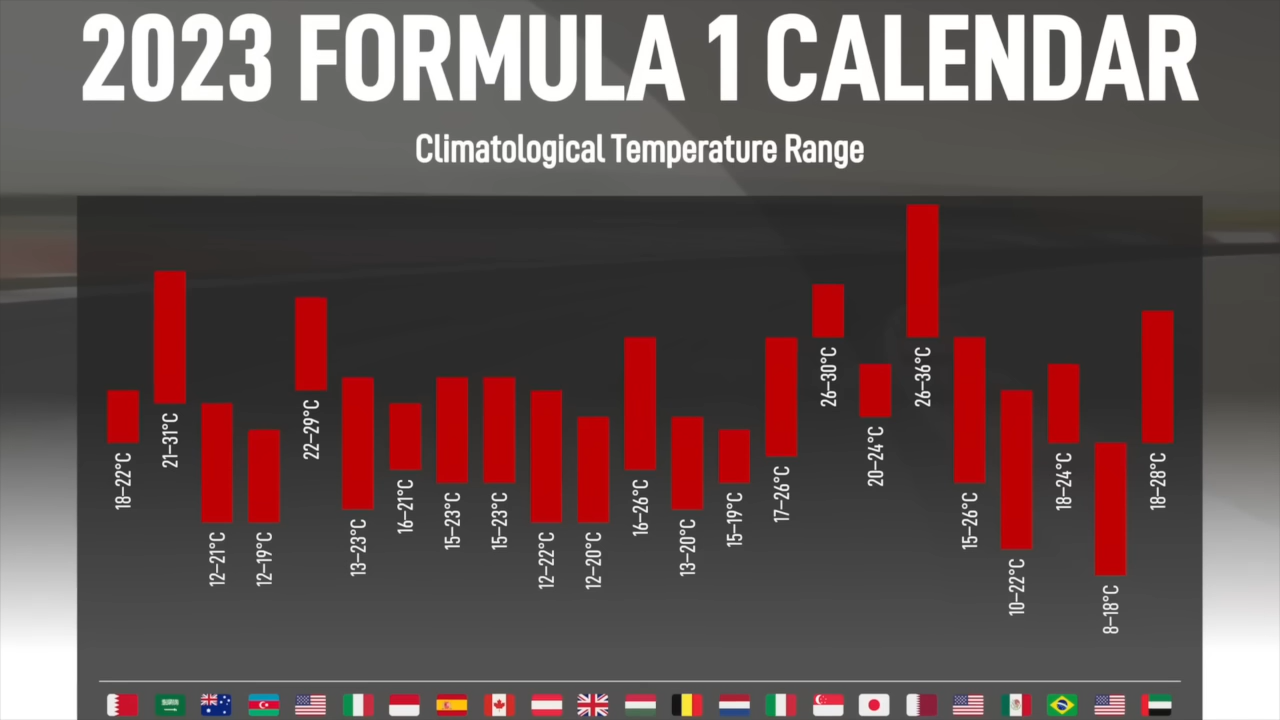 2023 FORMULA 1 CALENDAR
Climatological Temperature Range
18–22°C
21–31°C
12–21°C
12–19°C
22–29°C
13–23°C
16–21°C
15–23°C
15–23°C
12–22°C
12–20°C
16–26°C
13–20°C
15–19°C
17–26°C
26–30°C
20–24°C
26–36°C
15–26°C
10–22°C
18–24°C
8–18°C
18–28°C